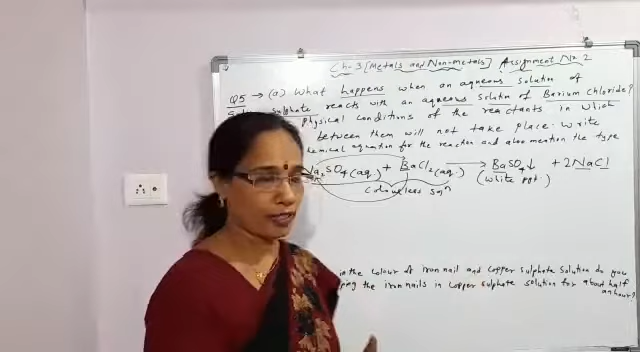 Ch-3 [Metals and Non-metals] Assignment No. 2
Q5 → (a) What happens when an aqueous solution of
sulphate reacts with an aqueous solutn of Barium Chloride?
physical conditions of the reactants in which
between them will not take place. Write
chemical equation for the reaction and also mention the type
Na2SO4(aq.) + BaCl2(aq.) → BaSO4↓ + 2NaCl
colourless solⁿ (White ppt.)
in the colour of iron nail and copper sulphate solution do you
ping the iron nails in copper sulphate solution for about half
an hour?